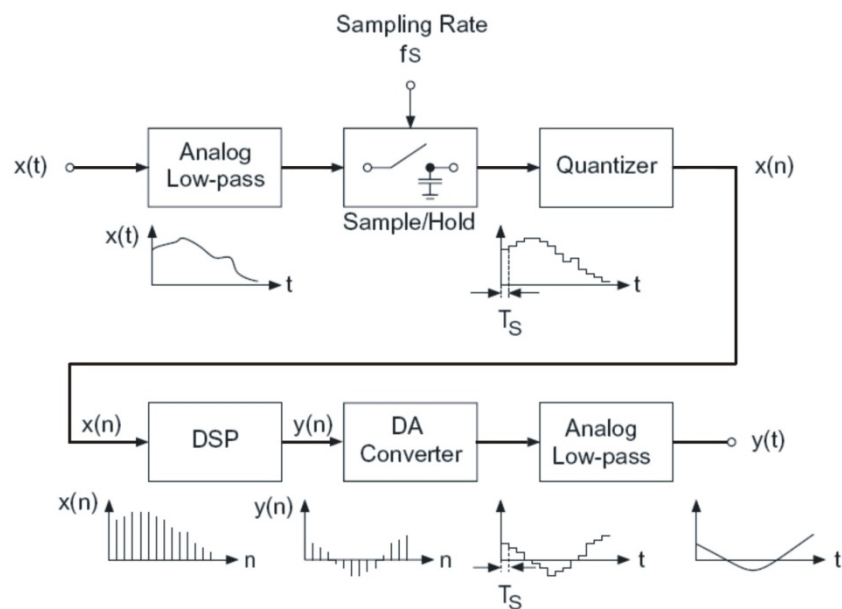 Sampling Rate
fS
x(t)
Analog
Low-pass
Quantizer
x(n)
Sample/Hold
x(t)
t
t
TS
x(n)
DSP
y(n)
DA
Converter
Analog
Low-pass
y(t)
x(n)
n
y(n)
n
t
TS
t